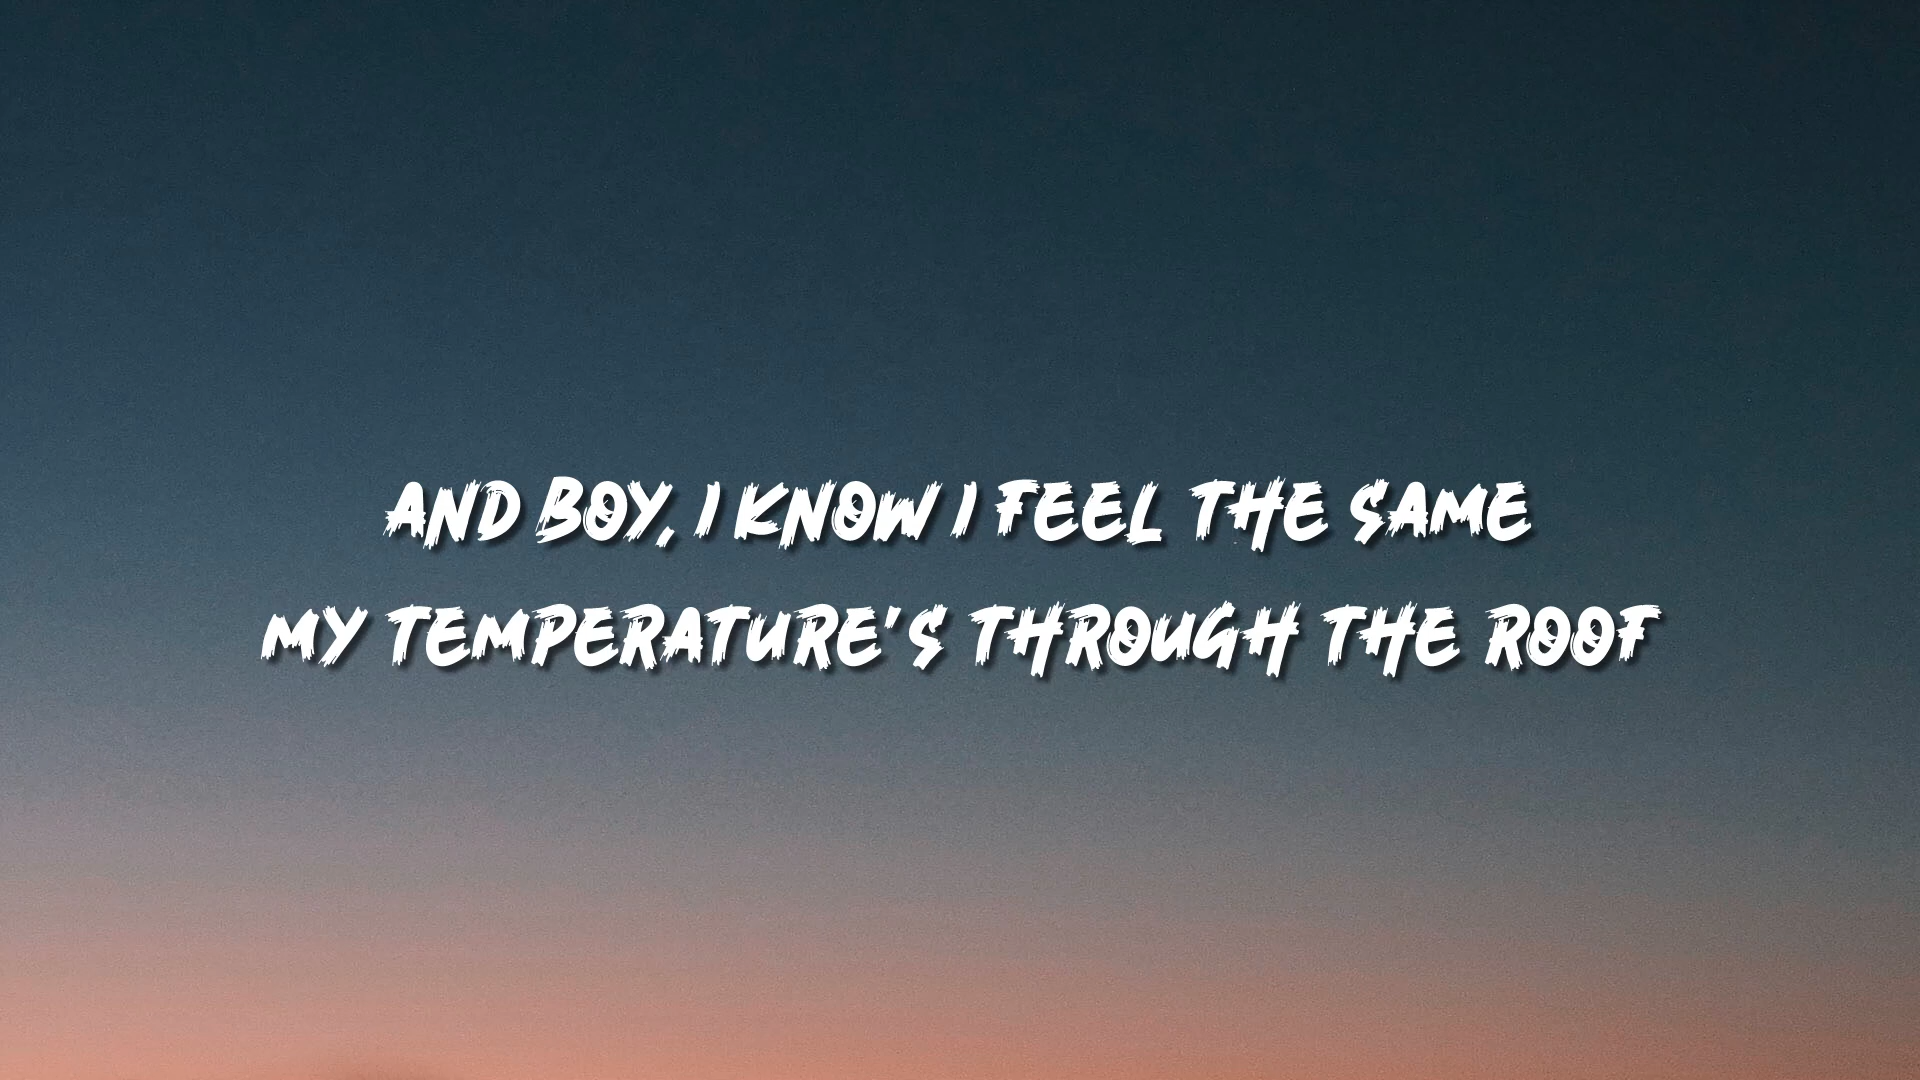 AND BOY, I KNOW I FEEL THE SAME
MY TEMPERATURE'S THROUGH THE ROOF